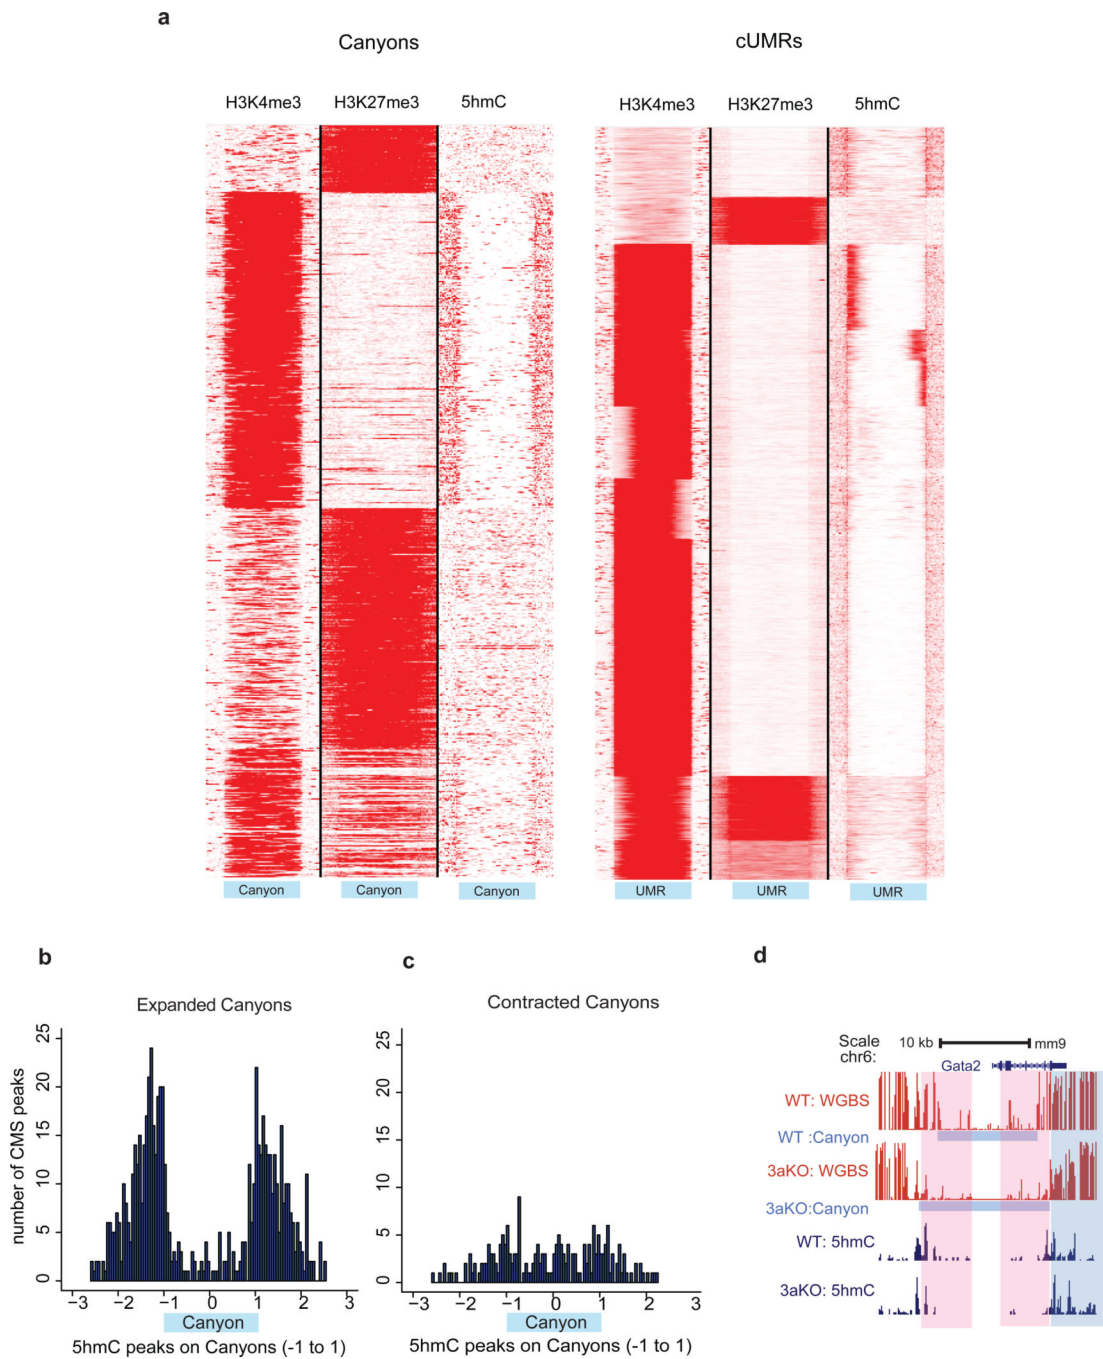 a
Canyons
cUMRs
H3K4me3 H3K27me3 5hmC
H3K4me3 H3K27me3 5hmC
Canyon Canyon Canyon
UMR UMR UMR
b
Expanded Canyons
number of CMS peaks
25
20
15
10
5
0
−3 −2 −1 0 1 2 3
Canyon
5hmC peaks on Canyons (-1 to 1)
c
Contracted Canyons
25
20
15
10
5
0
−3 −2 −1 0 1 2 3
Canyon
5hmC peaks on Canyons (-1 to 1)
d
Scale 10 kb mm9
chr6:
Gata2
WT: WGBS
WT :Canyon
3aKO: WGBS
3aKO:Canyon
WT: 5hmC
3aKO: 5hmC